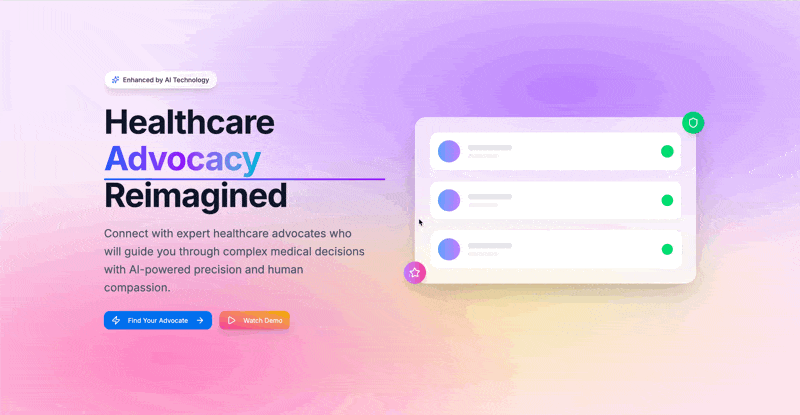 Enhanced by AI Technology
Healthcare
Advocacy
Reimagined
Connect with expert healthcare advocates who
will guide you through complex medical decisions
with AI-powered precision and human
compassion.
Find Your Advocate
Watch Demo